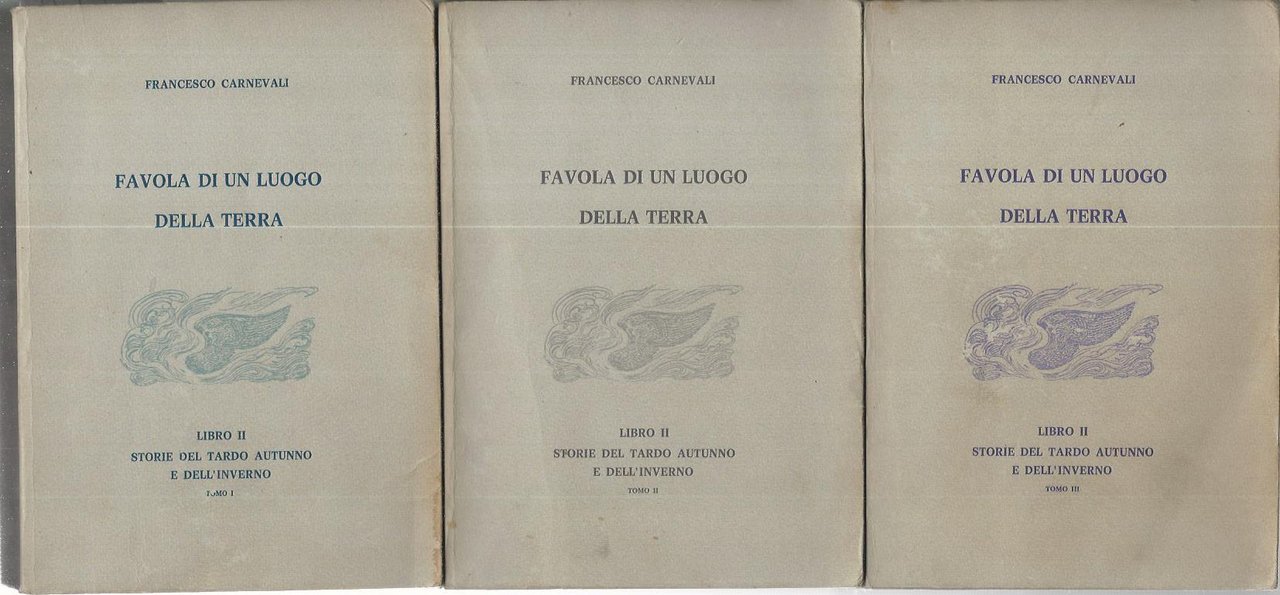 FRANCESCO CARNEVALI
FAVOLA DI UN LUOGO
DELLA TERRA
LIBRO II
STORIE DEL TARDO AUTUNNO
E DELL'INVERNO
TOMO I
FRANCESCO CARNEVALI
FAVOLA DI UN LUOGO
DELLA TERRA
LIBRO II
STORIE DEL TARDO AUTUNNO
E DELL'INVERNO
TOMO II
FRANCESCO CARNEVALI
FAVOLA DI UN LUOGO
DELLA TERRA
LIBRO II
STORIE DEL TARDO AUTUNNO
E DELL'INVERNO
TOMO III